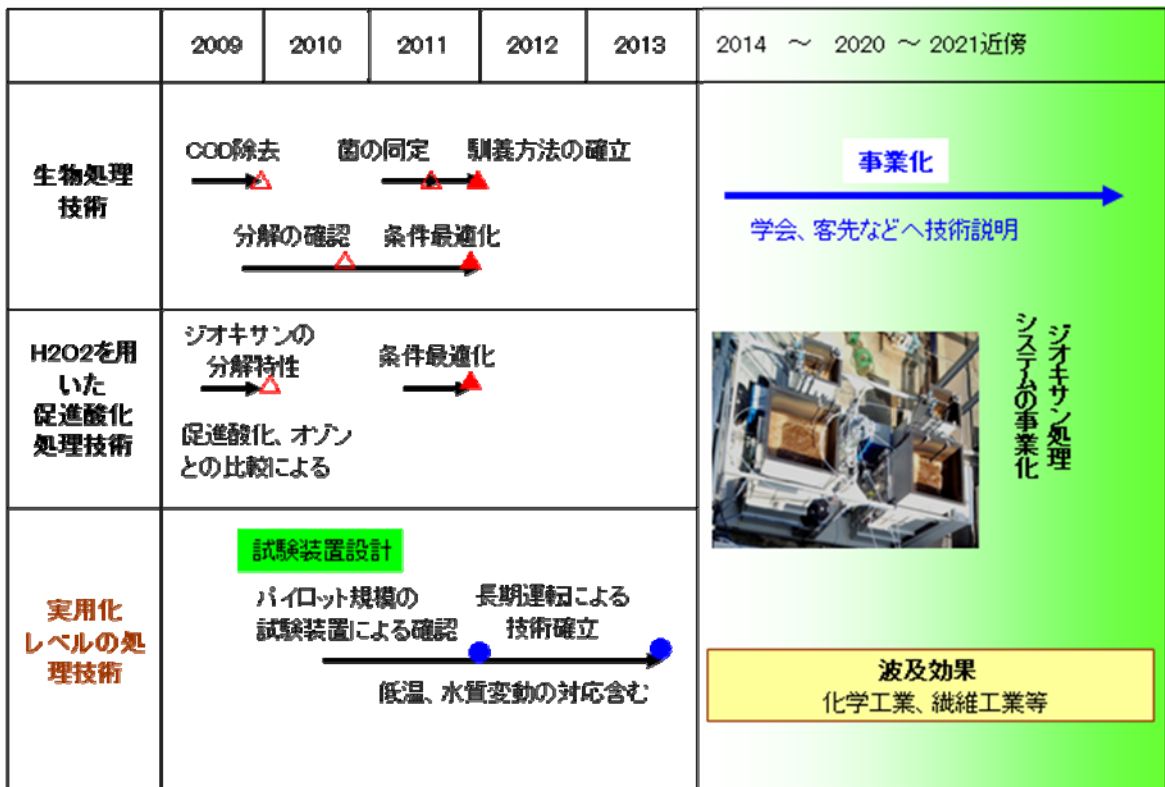 2009 2010 2011 2012 2013 2014 ~ 2020 ~ 2021近傍
生物処理
技術
COD除去 菌の同定 馴養方法の確立
分解の確認 条件最適化
事業化
学会、客先などへ技術説明
H2O2を用
いた
促進酸化
処理技術
ジオキサンの
分解特性
条件最適化
促進酸化、オゾン
との比較による
ジオキサン処理
システムの事業化
実用化
レベルの処
理技術
試験装置設計
パイロット規模の
試験装置による確認
長期運転による
技術確立
低温、水質変動の対応含む
波及効果
化学工業、繊維工業等